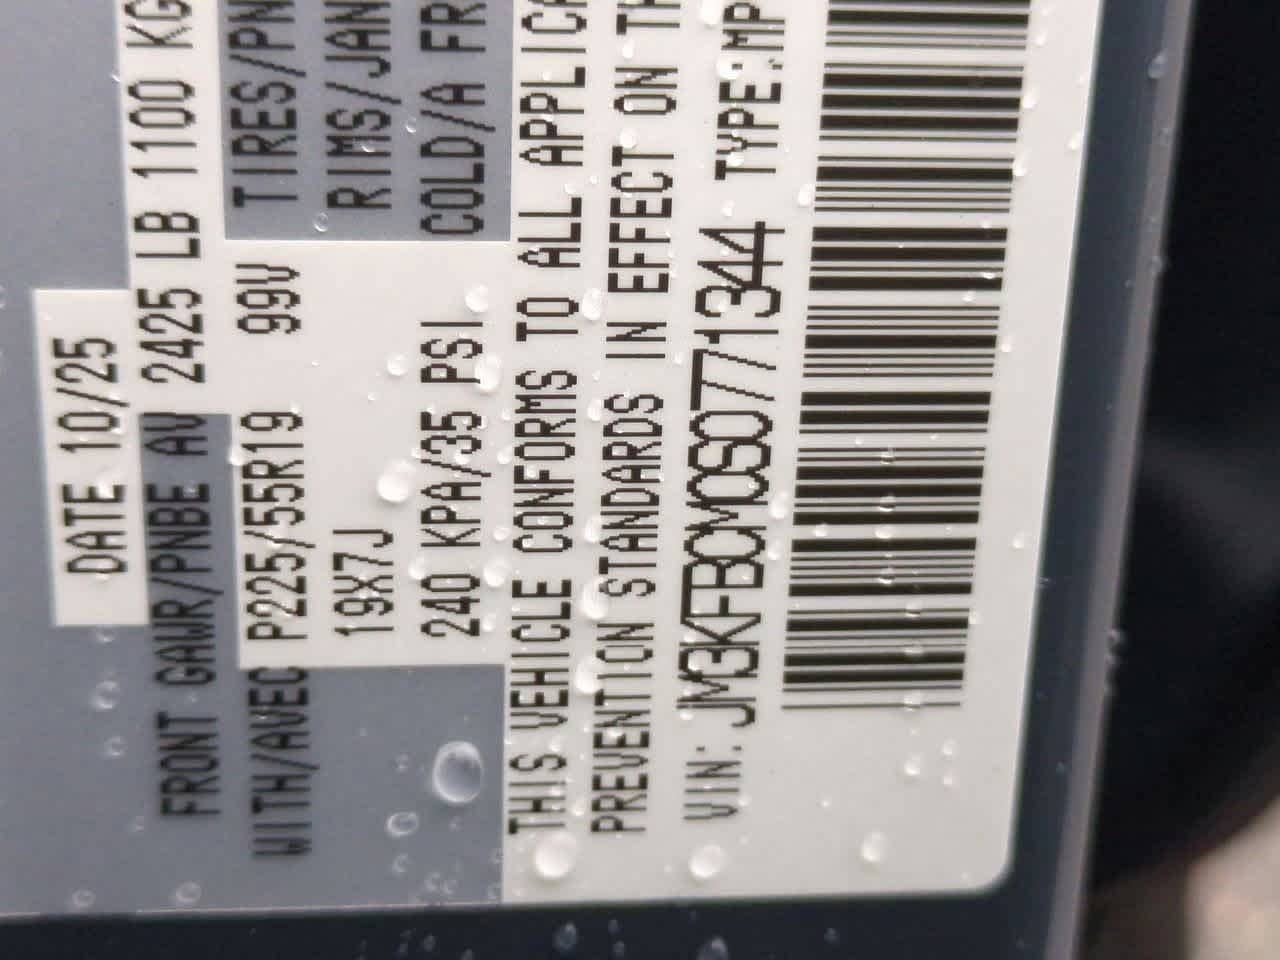 DATE 10/25
FRONT GAWR/PNBE AV 2425 LB 1100 KG
WITH/AVEC P225/55R19 99V TIRES/PN
19X7J RIMS/JAN
240 KPA/35 PSI COLD/A FR
THIS VEHICLE CONFORMS TO ALL APPLICA
PREVENTION STANDARDS IN EFFECT ON TH
VIN: JM3KFBCM0S0771344 TYPE:MP